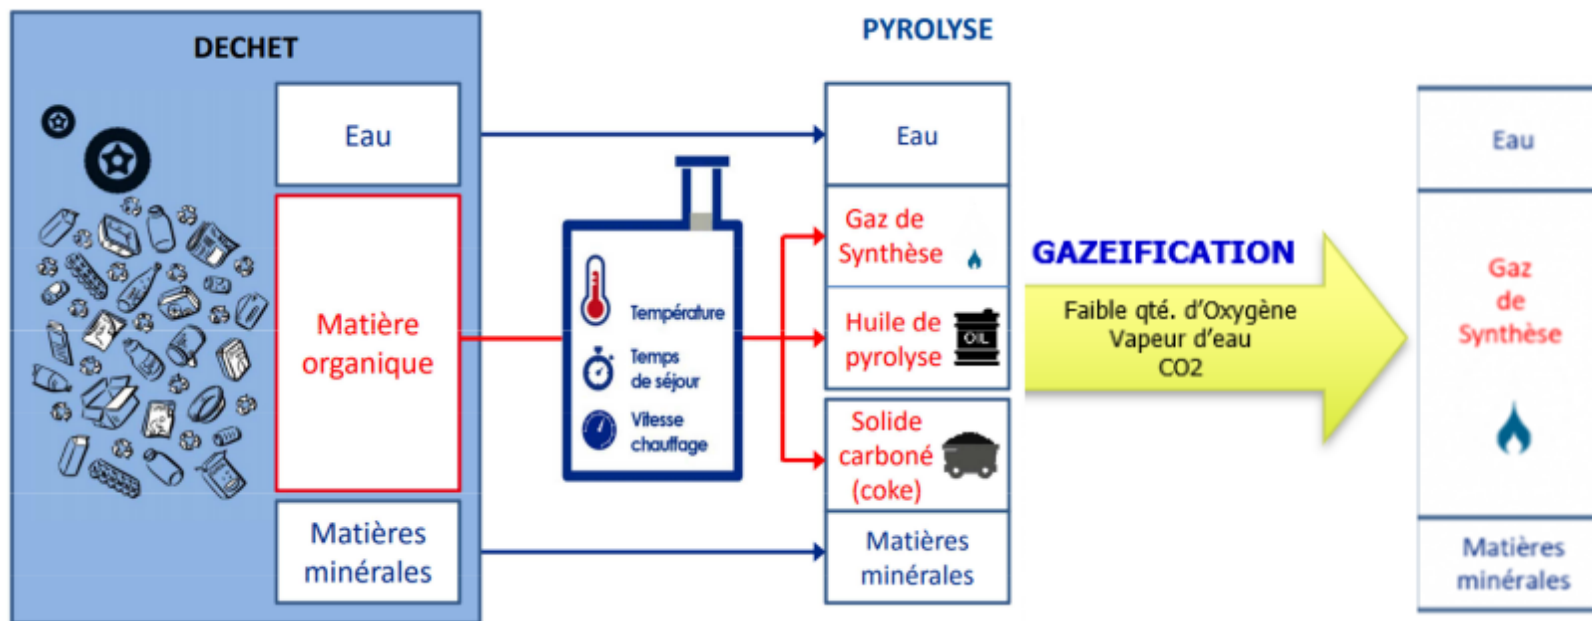 DECHET
Eau
Matière
organique
Matières
minérales
Température
Temps
de séjour
Vitesse
chauffage
PYROLYSE
Eau
Gaz de
Synthèse
Huile de
pyrolyse
OIL
Solide
carboné
(coke)
Matières
minérales
GAZEIFICATION
Faible qté. d'Oxygène
Vapeur d'eau
CO2
Eau
Gaz
de
Synthèse
Matières
minérales